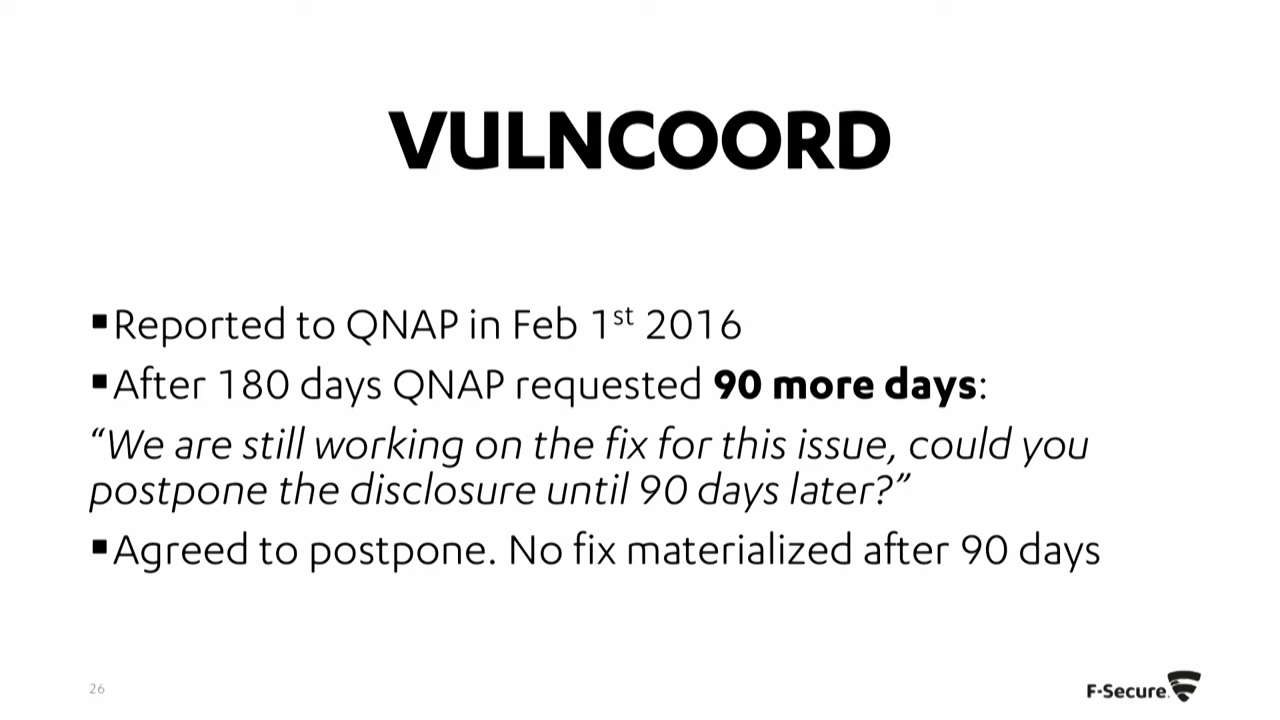 VULNCOORD
▪Reported to QNAP in Feb 1st 2016
▪After 180 days QNAP requested 90 more days:
“We are still working on the fix for this issue, could you
postpone the disclosure until 90 days later?”
▪Agreed to postpone. No fix materialized after 90 days
26
F-Secure.